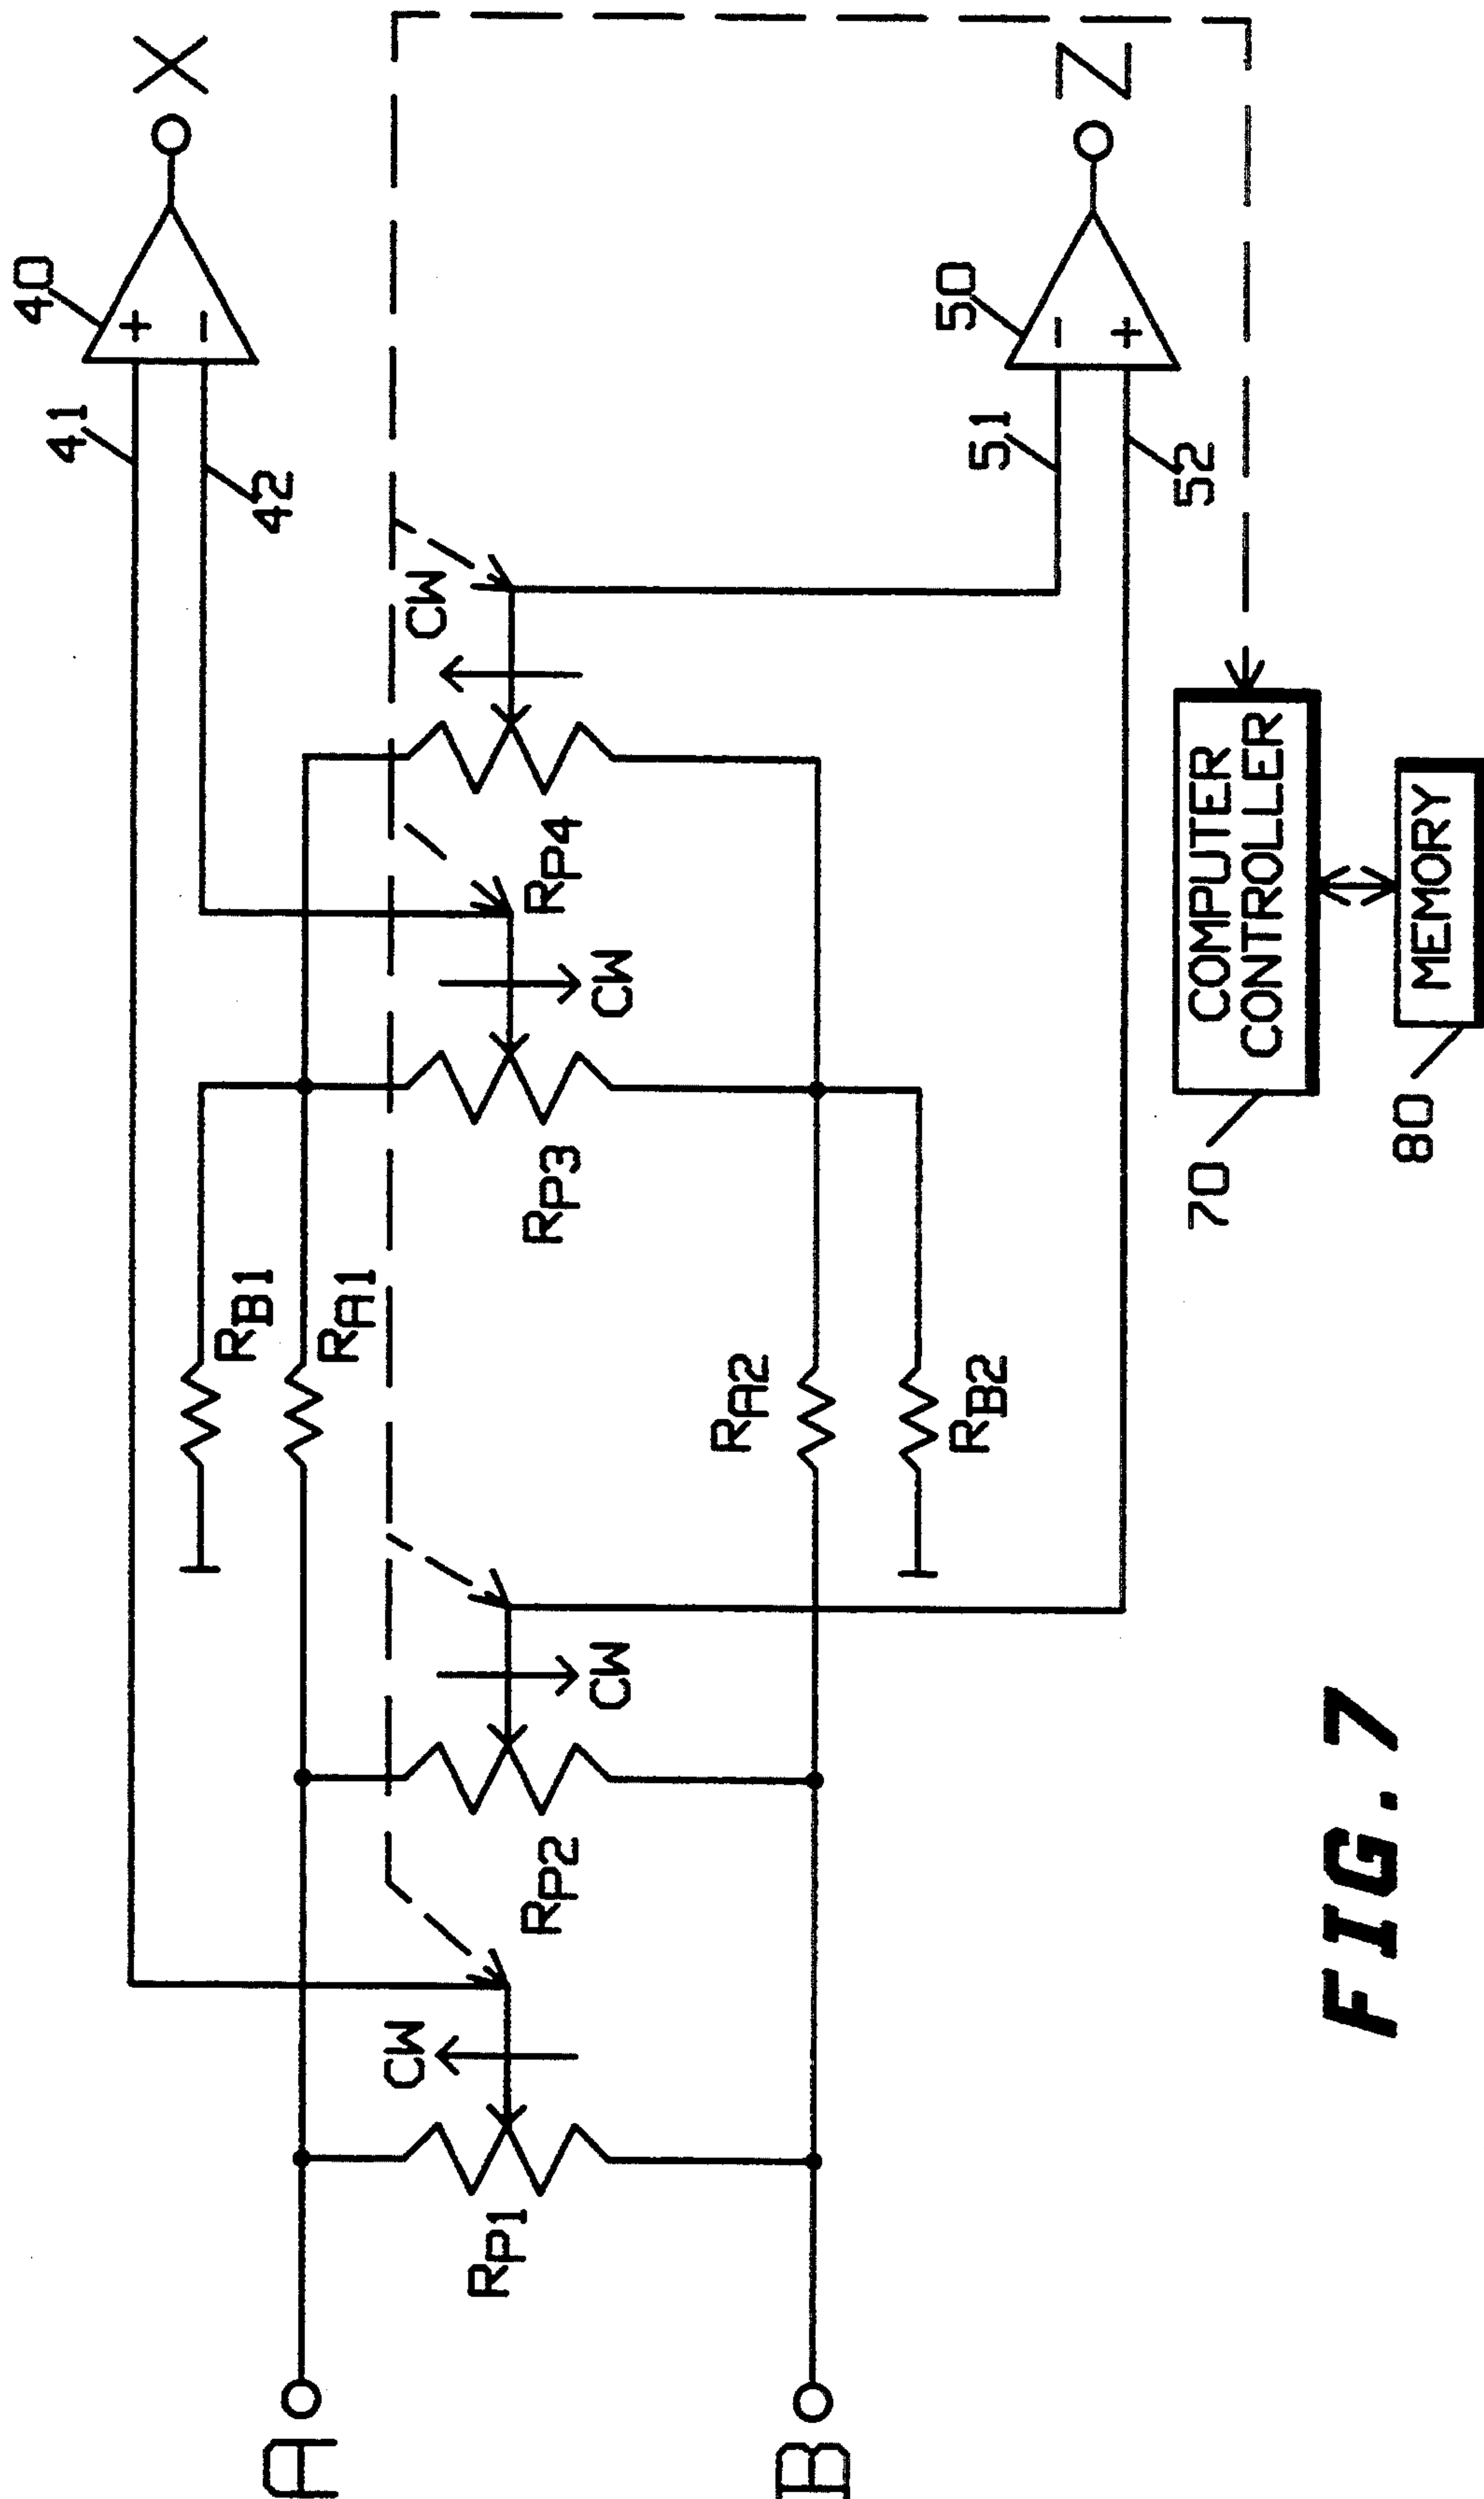 40
X
41
+
-
42
RB1
RA1
CW
CW
CW
CW
A
RP1
RP2
RP3
RP4
RA2
RB2
B
50
Z
51
-
+
52
70
COMPUTER
CONTROLLER
80
MEMORY
FIG. 7